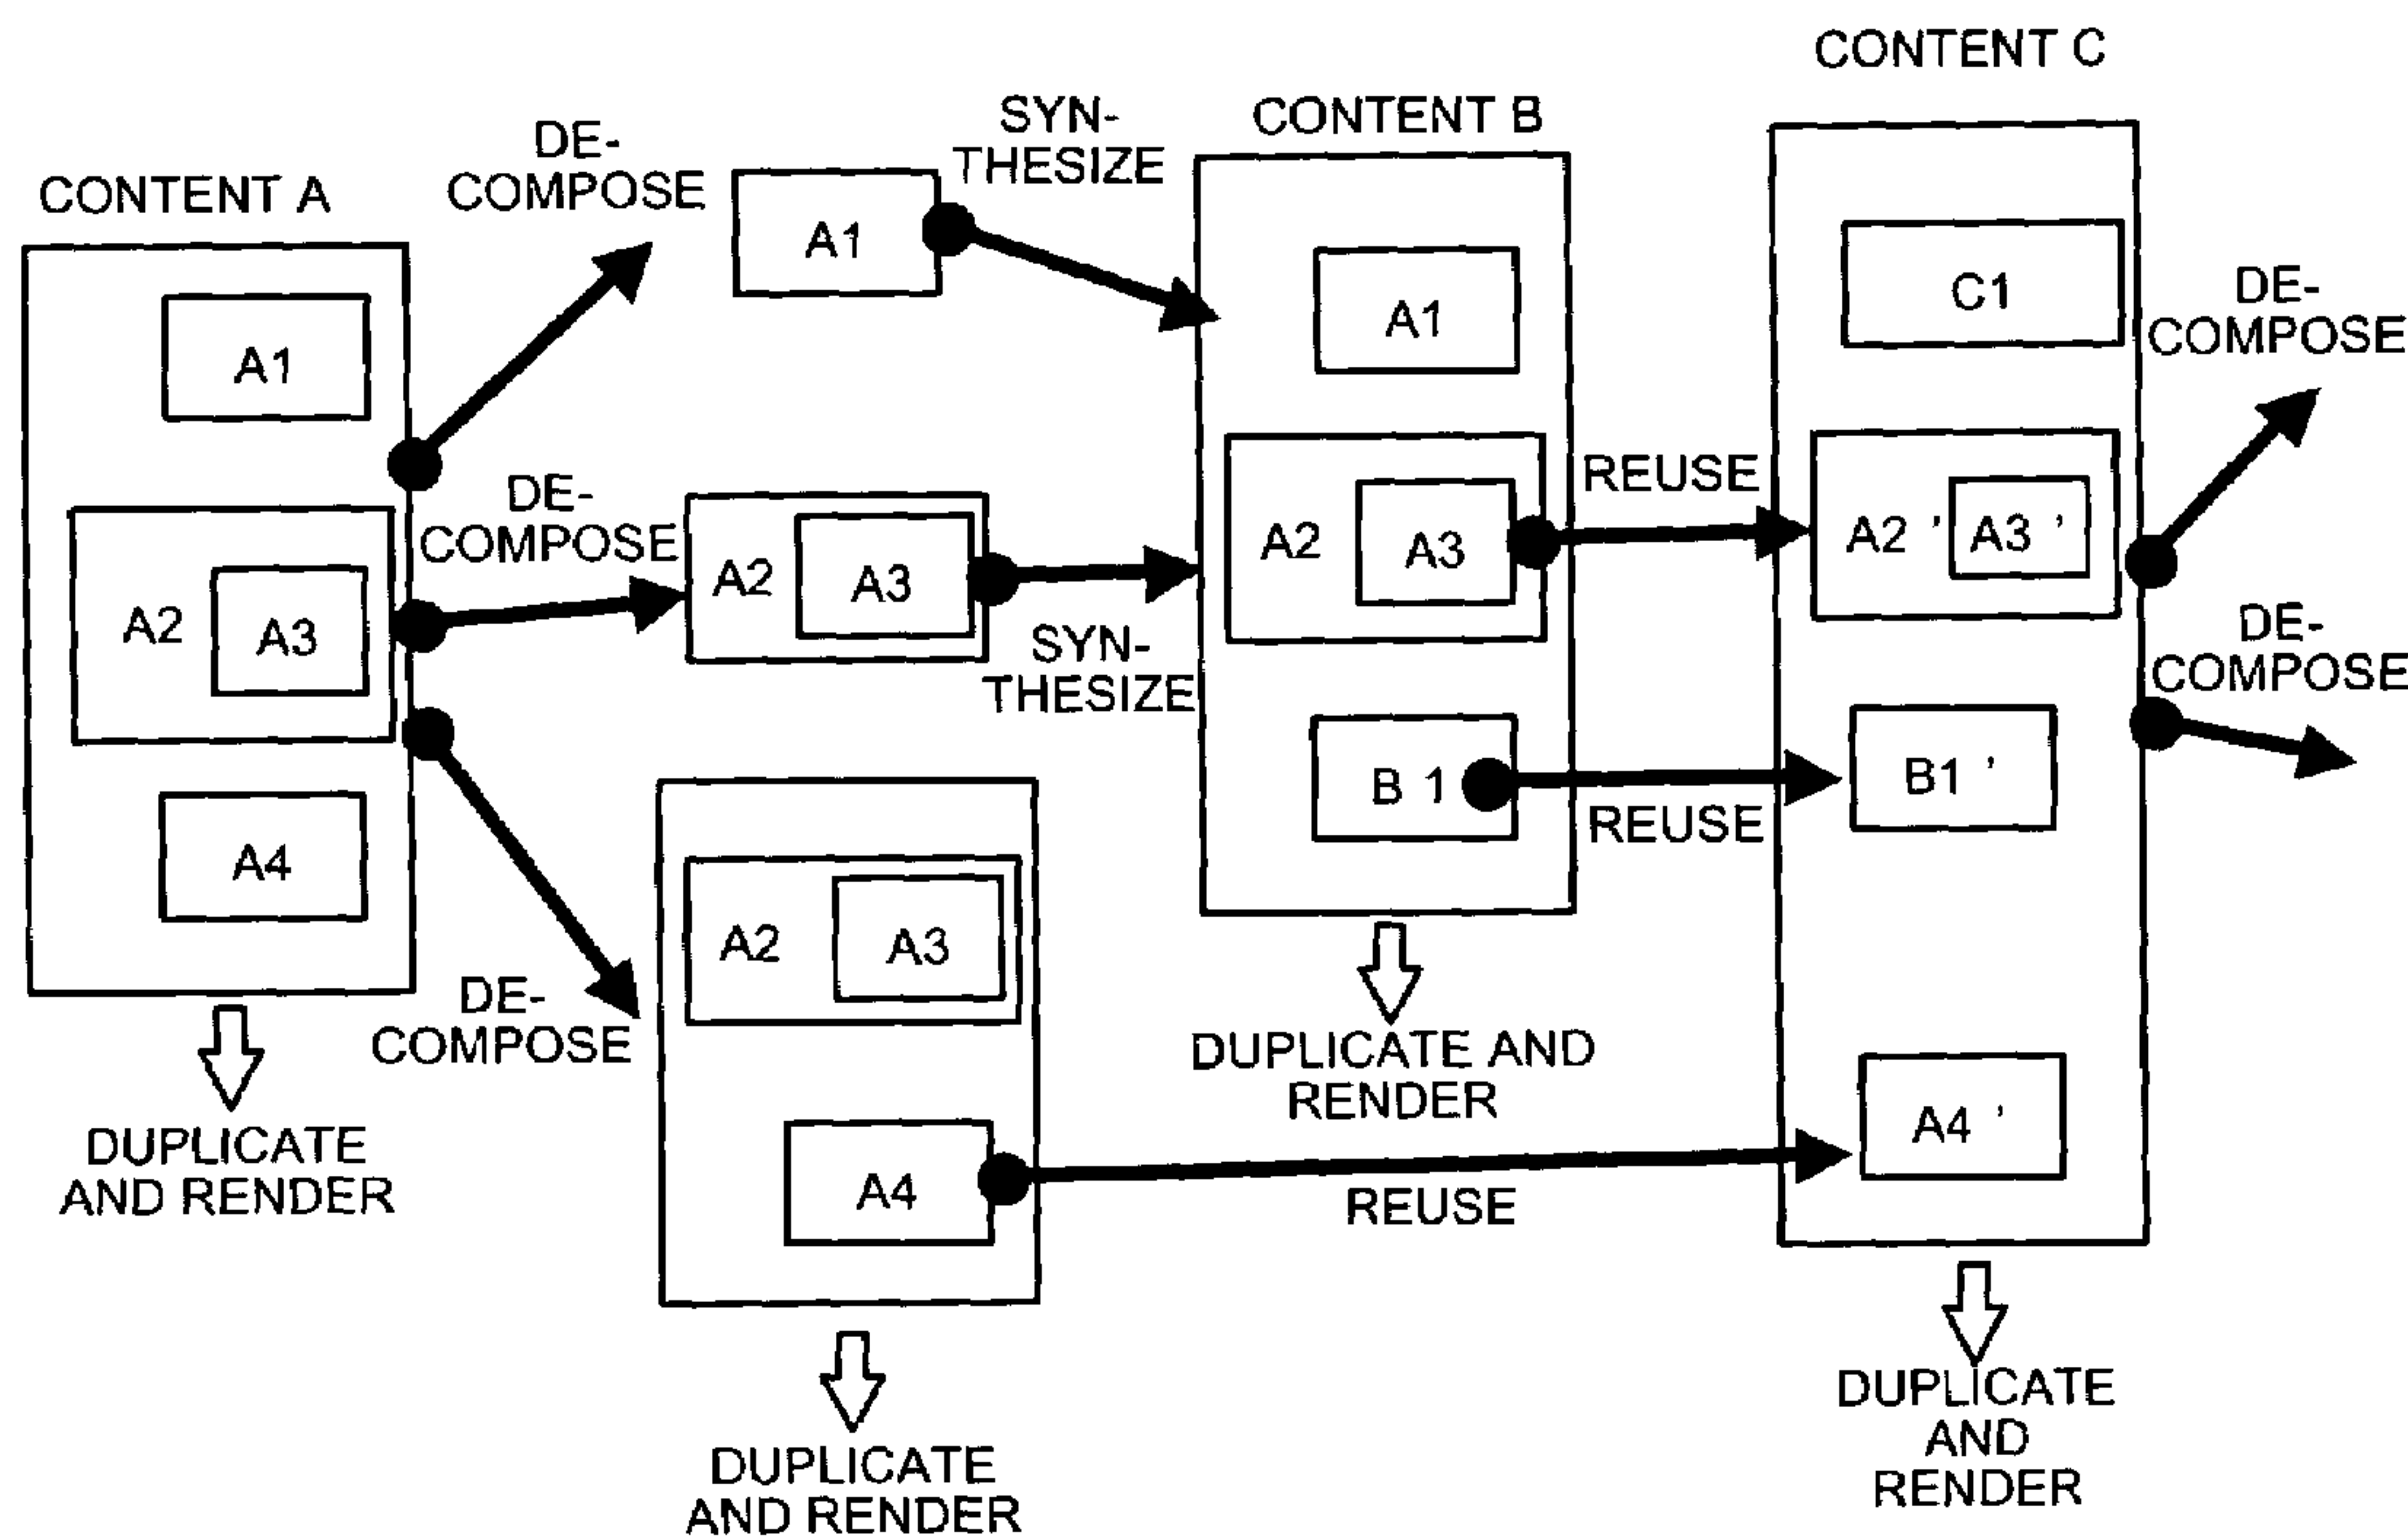 CONTENT A
A1
A2
A3
A4
DUPLICATE
AND RENDER
DE-
COMPOSE
DE-
COMPOSE
DE-
COMPOSE
A1
A2
A3
A2
A3
A4
DUPLICATE
AND RENDER
SYN-
THESIZE
SYN-
THESIZE
CONTENT B
A1
A2
A3
B 1
DUPLICATE AND
RENDER
REUSE
REUSE
REUSE
CONTENT C
C1
A2 '
A3 '
B1 '
A4 '
DUPLICATE
AND
RENDER
DE-
COMPOSE
DE-
COMPOSE